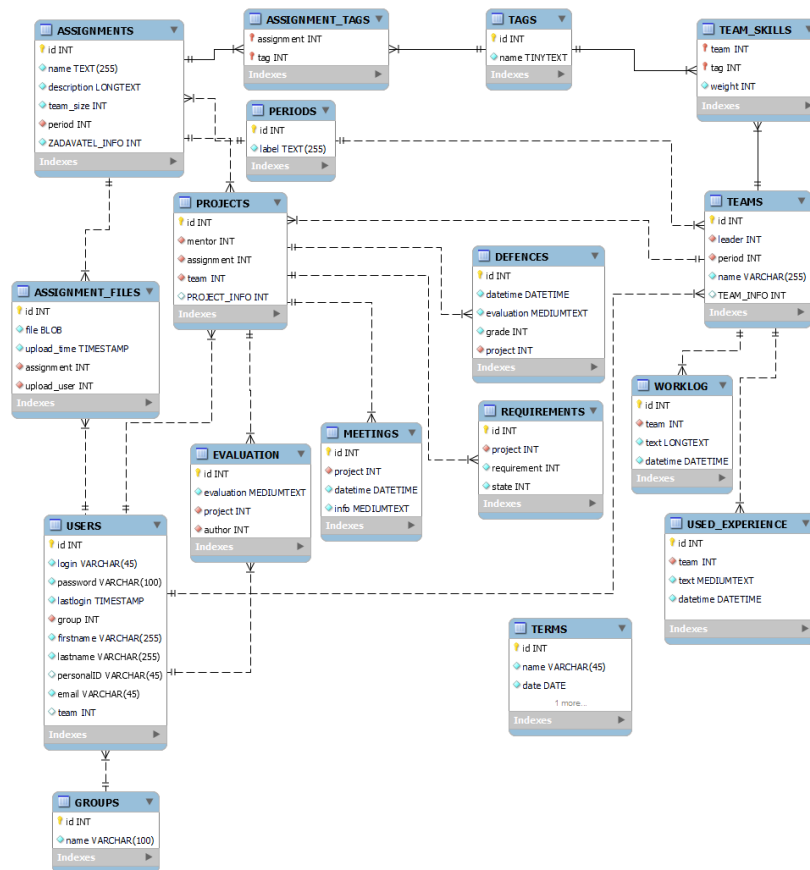 ASSIGNMENTS
id INT
name TEXT(255)
description LONGTEXT
team_size INT
period INT
ZADAVATEL_INFO INT
Indexes
ASSIGNMENT_TAGS
assignment INT
tag INT
Indexes
TAGS
id INT
name TINYTEXT
Indexes
TEAM_SKILLS
team INT
tag INT
weight INT
Indexes
PERIODS
id INT
label TEXT(255)
Indexes
PROJECTS
id INT
mentor INT
assignment INT
team INT
PROJECT_INFO INT
Indexes
TEAMS
id INT
leader INT
period INT
name VARCHAR(255)
TEAM_INFO INT
Indexes
DEFENCES
id INT
datetime DATETIME
evaluation MEDIUMTEXT
grade INT
project INT
Indexes
ASSIGNMENT_FILES
id INT
file BLOB
upload_time TIMESTAMP
assignment INT
upload_user INT
Indexes
WORKLOG
id INT
team INT
text LONGTEXT
datetime DATETIME
Indexes
REQUIREMENTS
id INT
project INT
requirement INT
state INT
Indexes
MEETINGS
id INT
project INT
datetime DATETIME
info MEDIUMTEXT
Indexes
EVALUATION
id INT
evaluation MEDIUMTEXT
project INT
author INT
Indexes
USERS
id INT
login VARCHAR(45)
password VARCHAR(100)
lastlogin TIMESTAMP
group INT
firstname VARCHAR(255)
lastname VARCHAR(255)
personalID VARCHAR(45)
email VARCHAR(45)
team INT
Indexes
USED_EXPERIENCE
id INT
team INT
text MEDIUMTEXT
datetime DATETIME
Indexes
TERMS
id INT
name VARCHAR(45)
date DATE
1 more...
Indexes
GROUPS
id INT
name VARCHAR(100)
Indexes